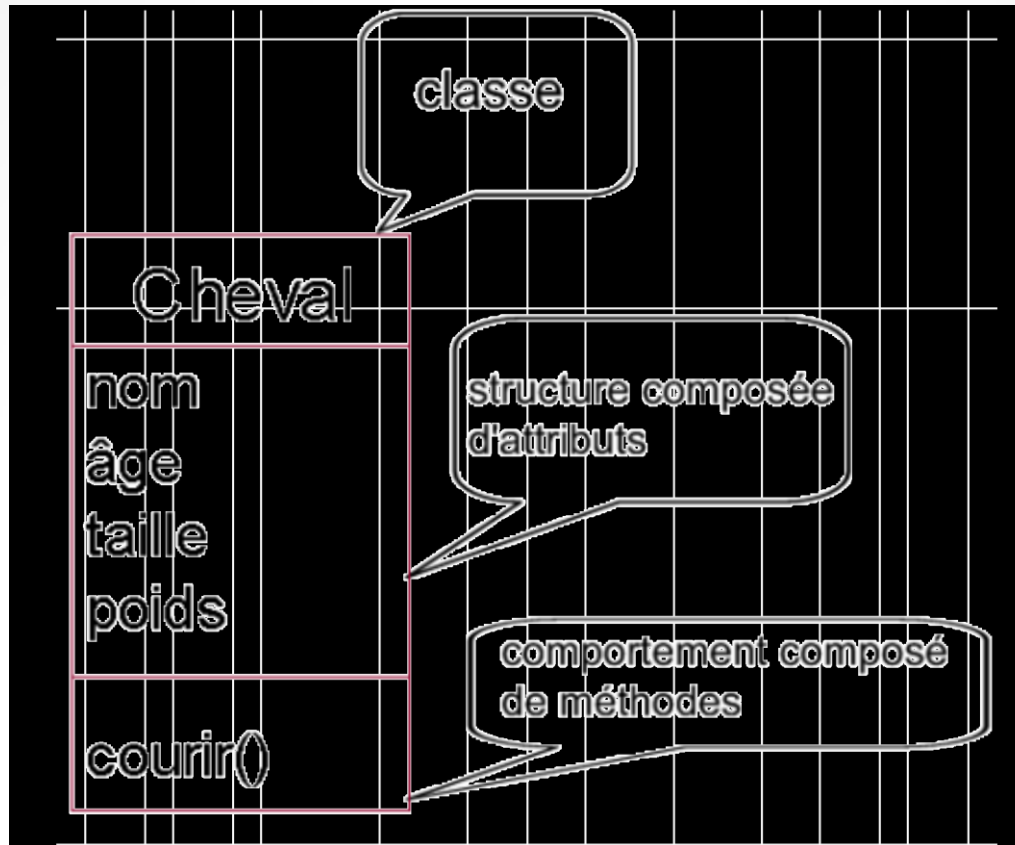 classe
Cheval
nom
âge
taille
poids
structure composée
d'attributs
courir()
comportement composé
de méthodes